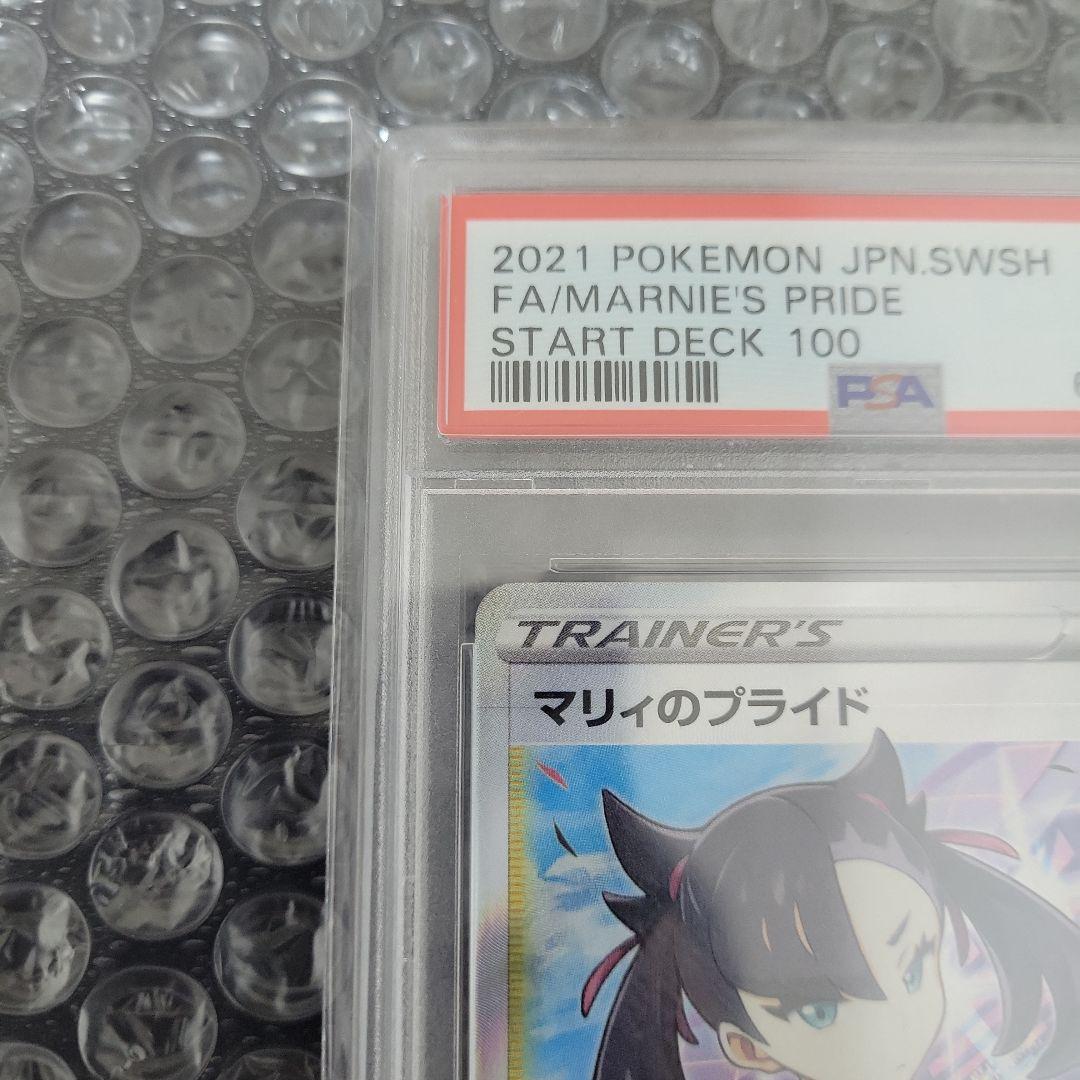 2021 POKEMON JPN.SWSH
FA/MARNIE'S PRIDE
START DECK 100
PSA
TRAINER'S
マリィのプライド